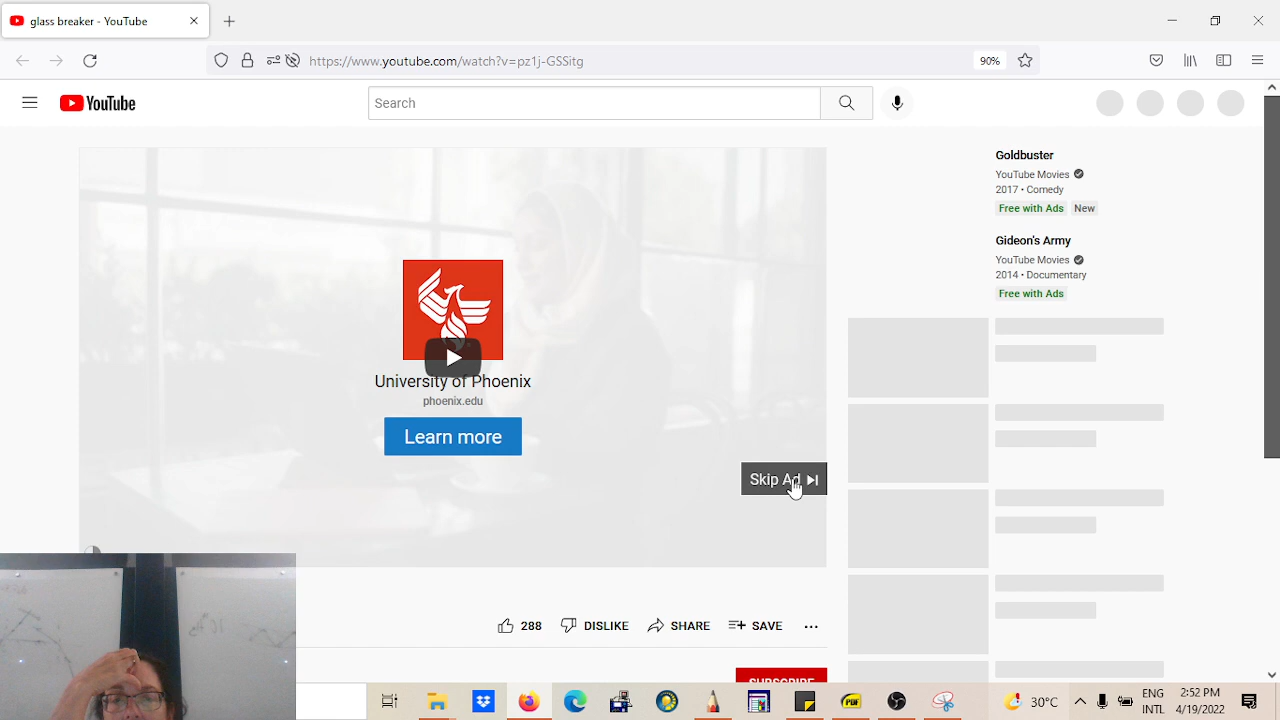 glass breaker - YouTube
https://www.youtube.com/watch?v=pz1j-GSSitg
90%
YouTube
Search
University of Phoenix
phoenix.edu
Learn more
Skip Ad
Goldbuster
YouTube Movies
2017 • Comedy
Free with Ads New
Gideon's Army
YouTube Movies
2014 • Documentary
Free with Ads
288 DISLIKE SHARE SAVE
SUBSCRIBE
PDF
30°C
ENG
INTL
2:52 PM
4/19/2022